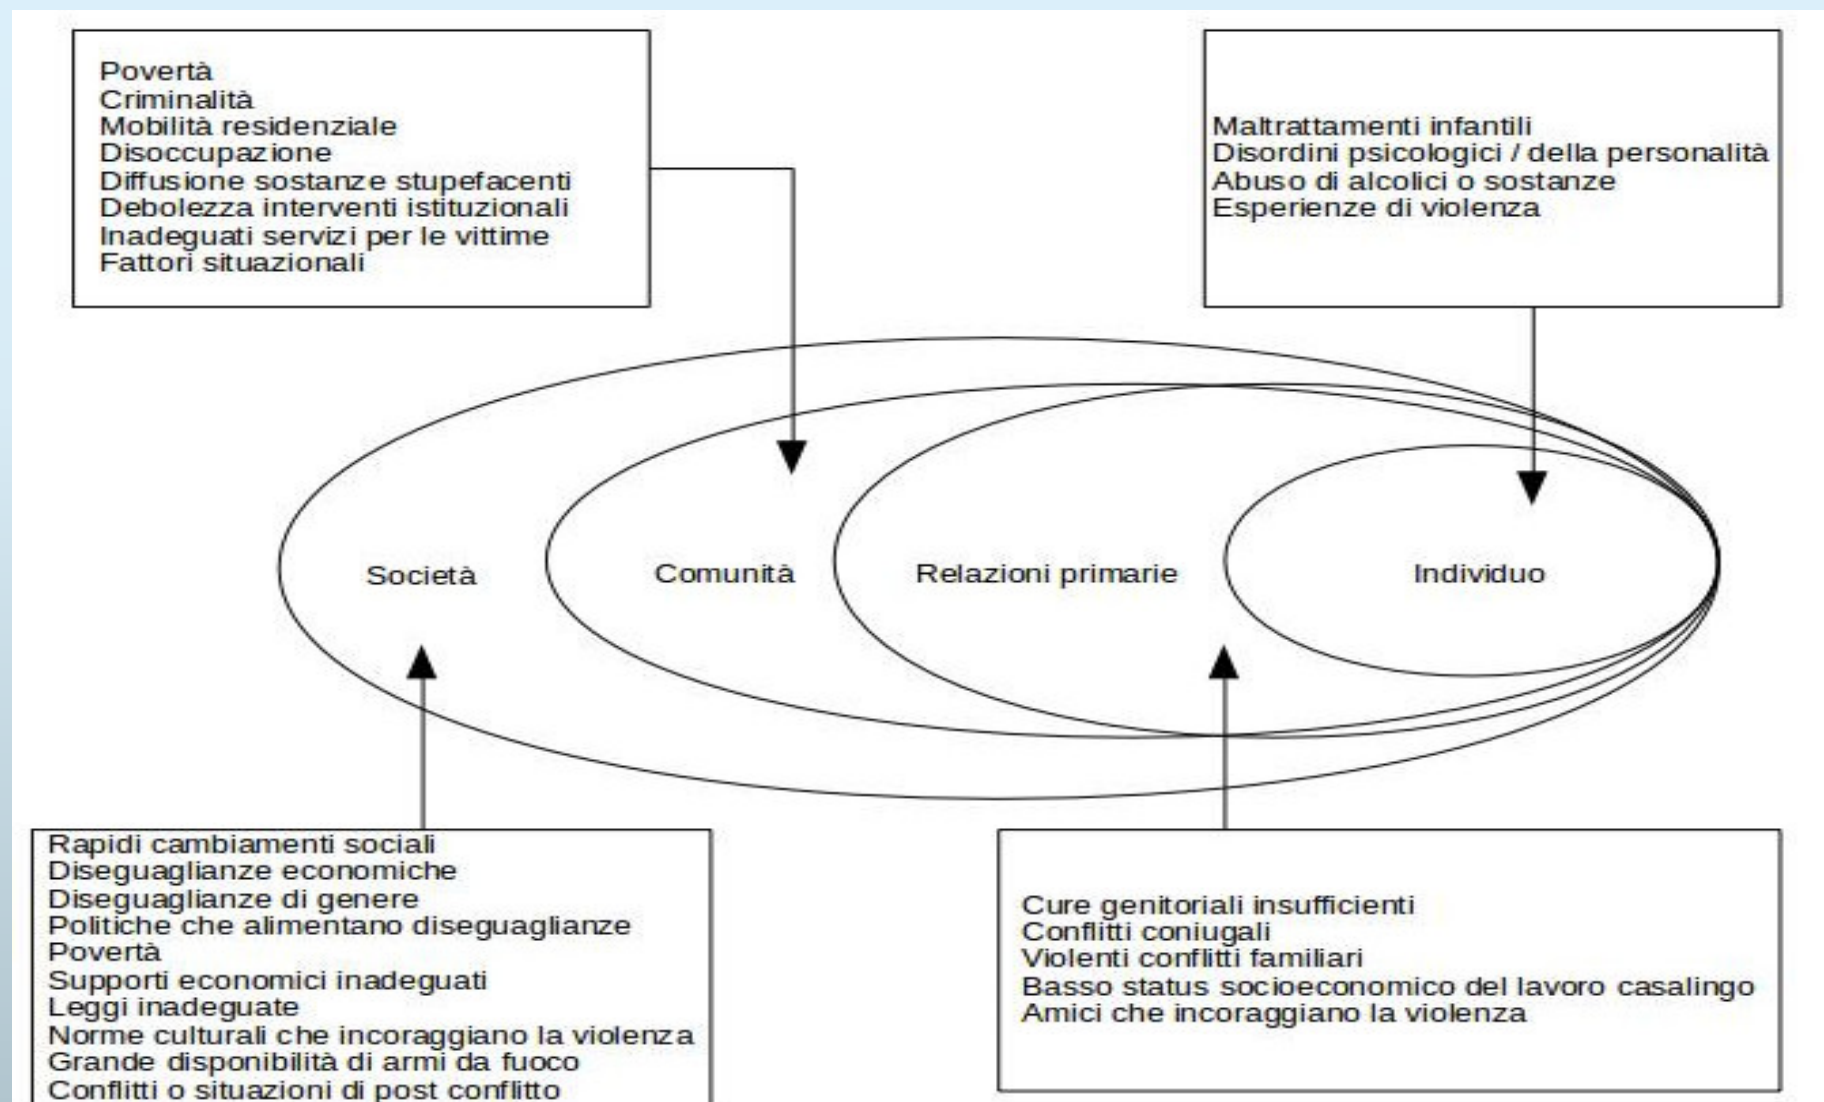 Povertà
Criminalità
Mobilità residenziale
Disoccupazione
Diffusione sostanze stupefacenti
Debolezza interventi istituzionali
Inadeguati servizi per le vittime
Fattori situazionali
Maltrattamenti infantili
Disordini psicologici / della personalità
Abuso di alcolici o sostanze
Esperienze di violenza
Società
Comunità
Relazioni primarie
Individuo
Rapidi cambiamenti sociali
Diseguaglianze economiche
Diseguaglianze di genere
Politiche che alimentano diseguaglianze
Povertà
Supporti economici inadeguati
Leggi inadeguate
Norme culturali che incoraggiano la violenza
Grande disponibilità di armi da fuoco
Conflitti o situazioni di post conflitto
Cure genitoriali insufficienti
Conflitti coniugali
Violenti conflitti familiari
Basso status socioeconomico del lavoro casalingo
Amici che incoraggiano la violenza